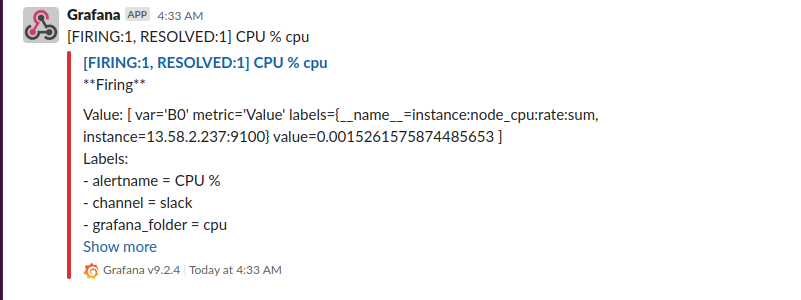 Grafana APP 4:33 AM
[FIRING:1, RESOLVED:1] CPU % cpu
[FIRING:1, RESOLVED:1] CPU % cpu
**Firing**
Value: [ var='B0' metric='Value' labels={__name__=instance:node_cpu:rate:sum,
instance=13.58.2.237:9100} value=0.0015261575874485653 ]
Labels:
- alertname = CPU %
- channel = slack
- grafana_folder = cpu
Show more
Grafana v9.2.4 | Today at 4:33 AM